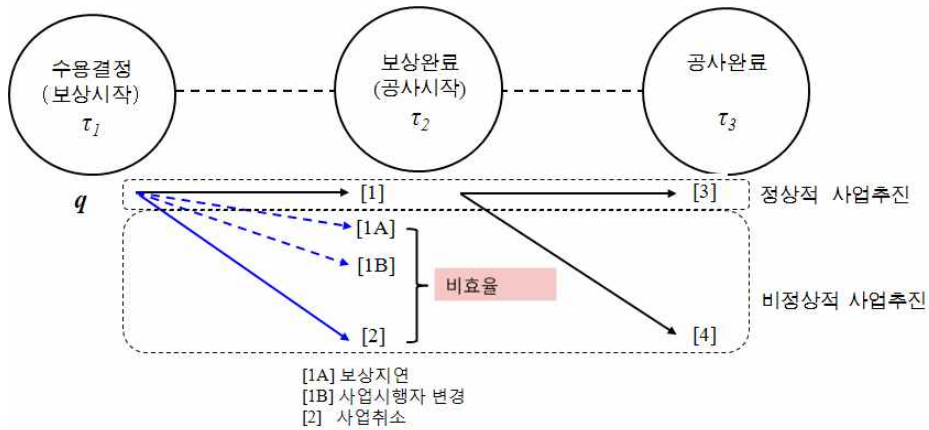 수용결정
(보상시작)
τ1
보상완료
(공사시작)
τ2
공사완료
τ3
q
[1]
[3]
정상적 사업추진
[1A]
[1B]
비효율
비정상적 사업추진
[2]
[4]
[1A] 보상지연
[1B] 사업시행자 변경
[2] 사업취소